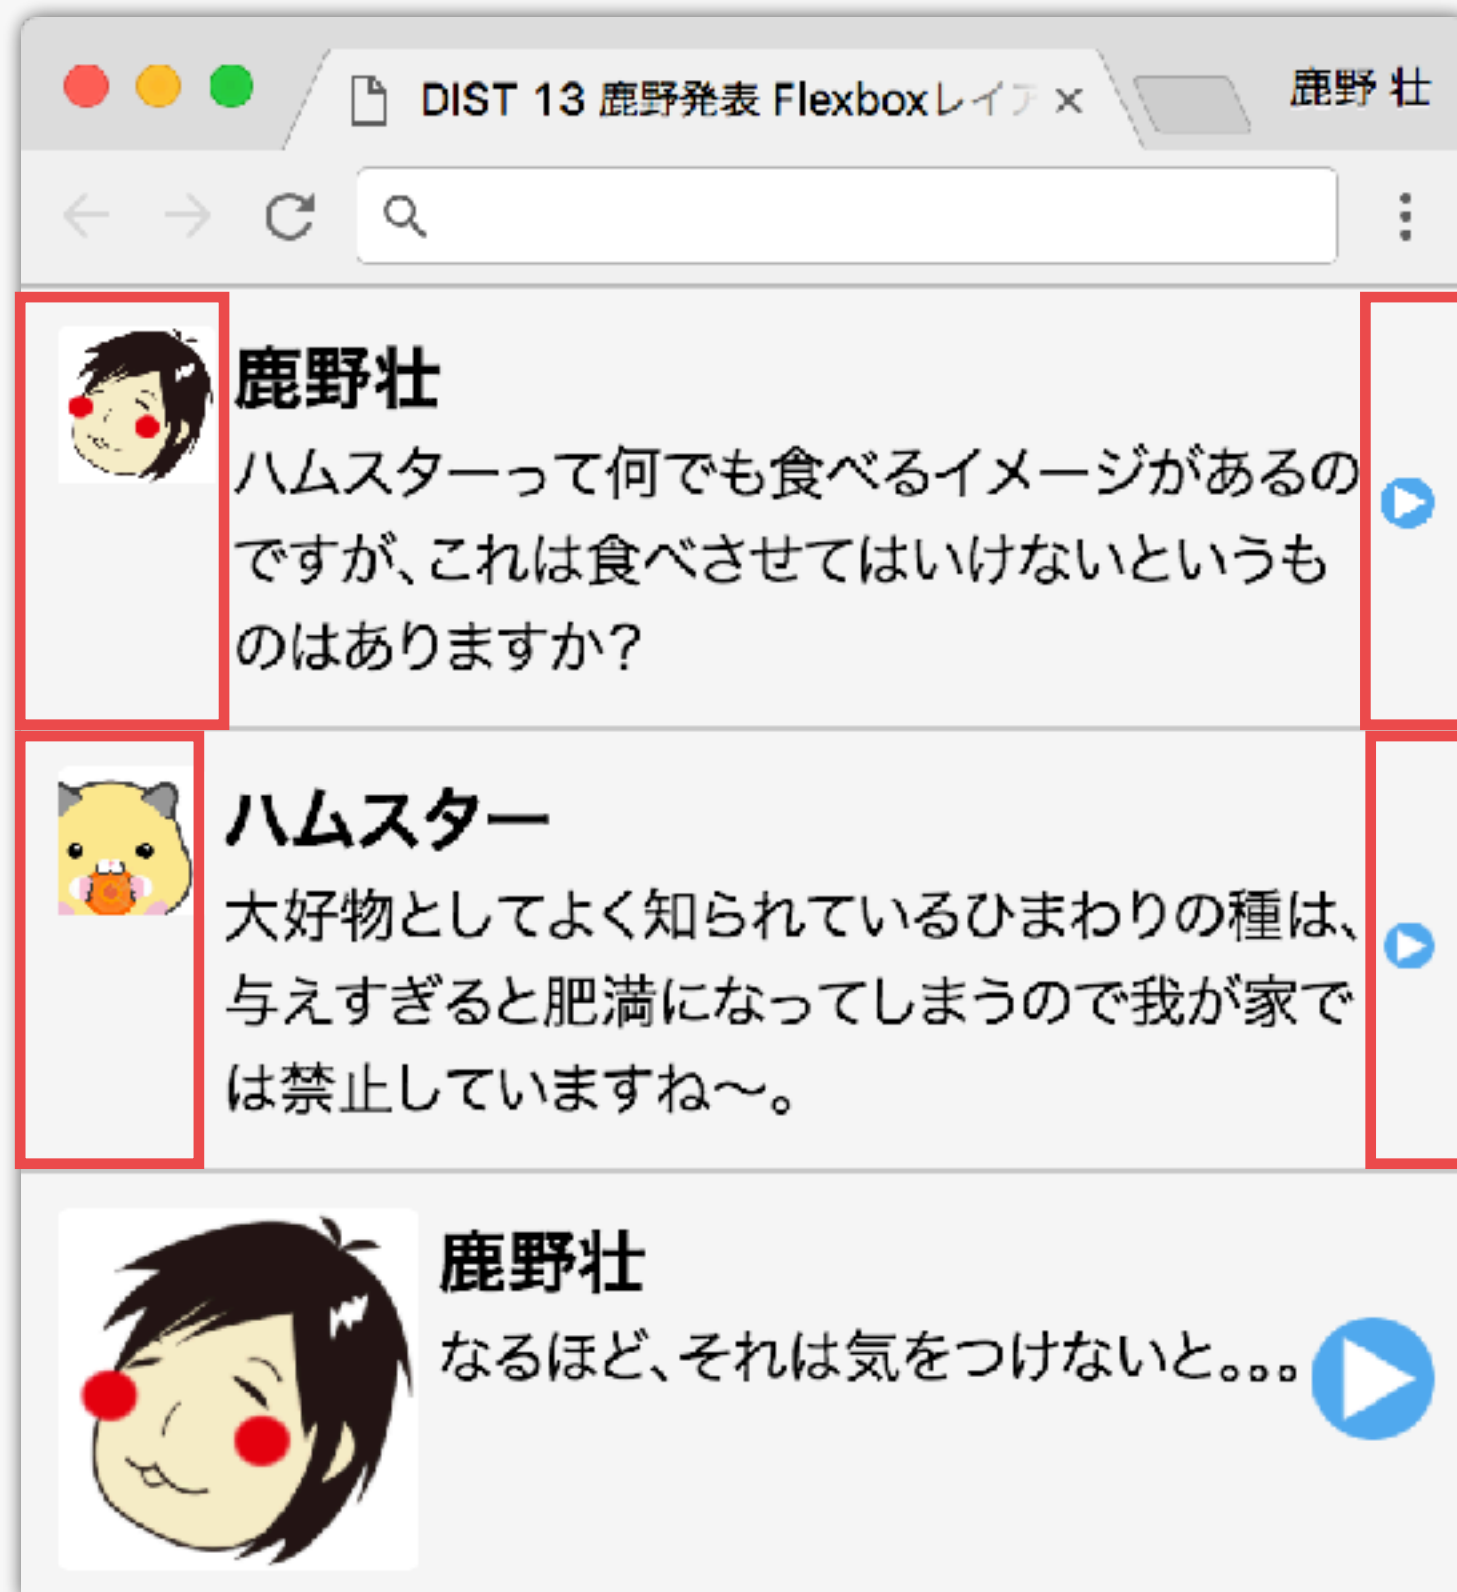 DIST 13 鹿野発表 Flexboxレイア
鹿野 壮
鹿野壮
ハムスターって何でも食べるイメージがあるの
ですが、これは食べさせてはいけないというも
のはありますか？
ハムスター
大好物としてよく知られているひまわりの種は、
与えすぎると肥満になってしまうので我が家で
は禁止していますね〜。
鹿野壮
なるほど、それは気をつけないと。。。